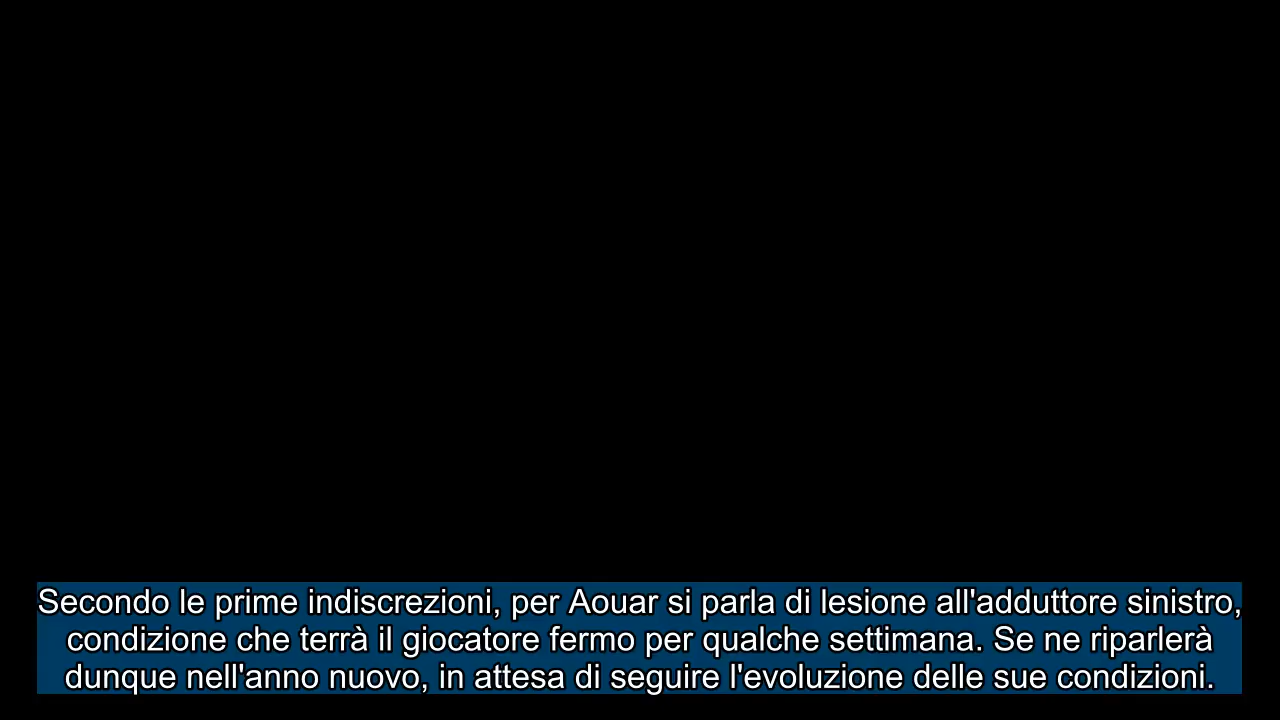 Secondo le prime indiscrezioni, per Aouar si parla di lesione all'adduttore sinistro,
condizione che terrà il giocatore fermo per qualche settimana. Se ne riparlerà
dunque nell'anno nuovo, in attesa di seguire l'evoluzione delle sue condizioni.